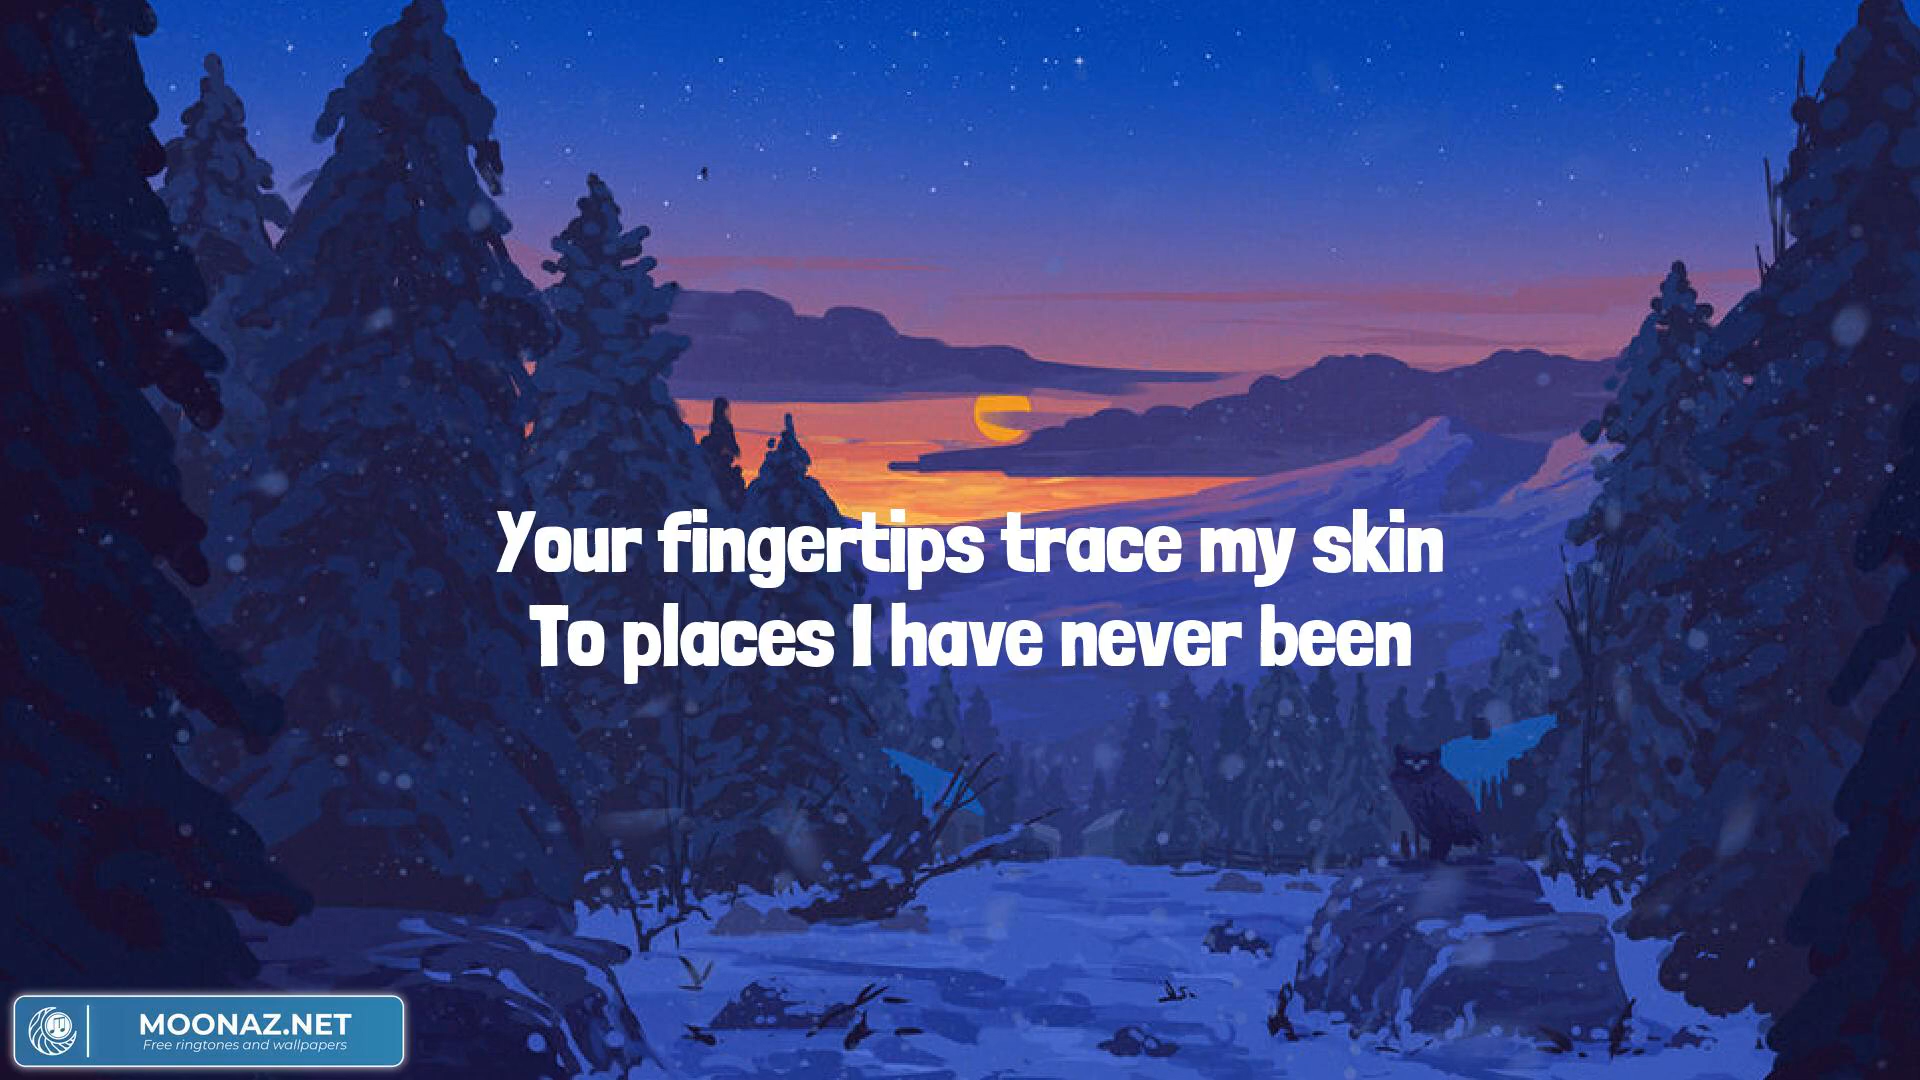 Your fingertips trace my skin
To places I have never been
MOONAZ.NET
Free ringtones and wallpapers